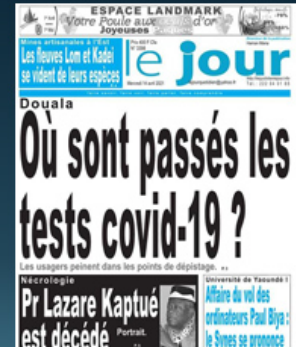 ESPACE LANDMARK
Votre Poule aux d'or
Joyeuses
Mines artisanales à l'Est
Les fleuves Lom et Kadei
se vident de leurs espèces
le jour
Douala
Où sont passés les
tests covid-19 ?
Les usagers peinent dans les points de dépistage.
Nécrologie
Pr Lazare Kaptué
est décédé
Portrait.
Université de Yaoundé I
Affaire du vol des
ordinateurs Paul Biya :
le Synes se prononce